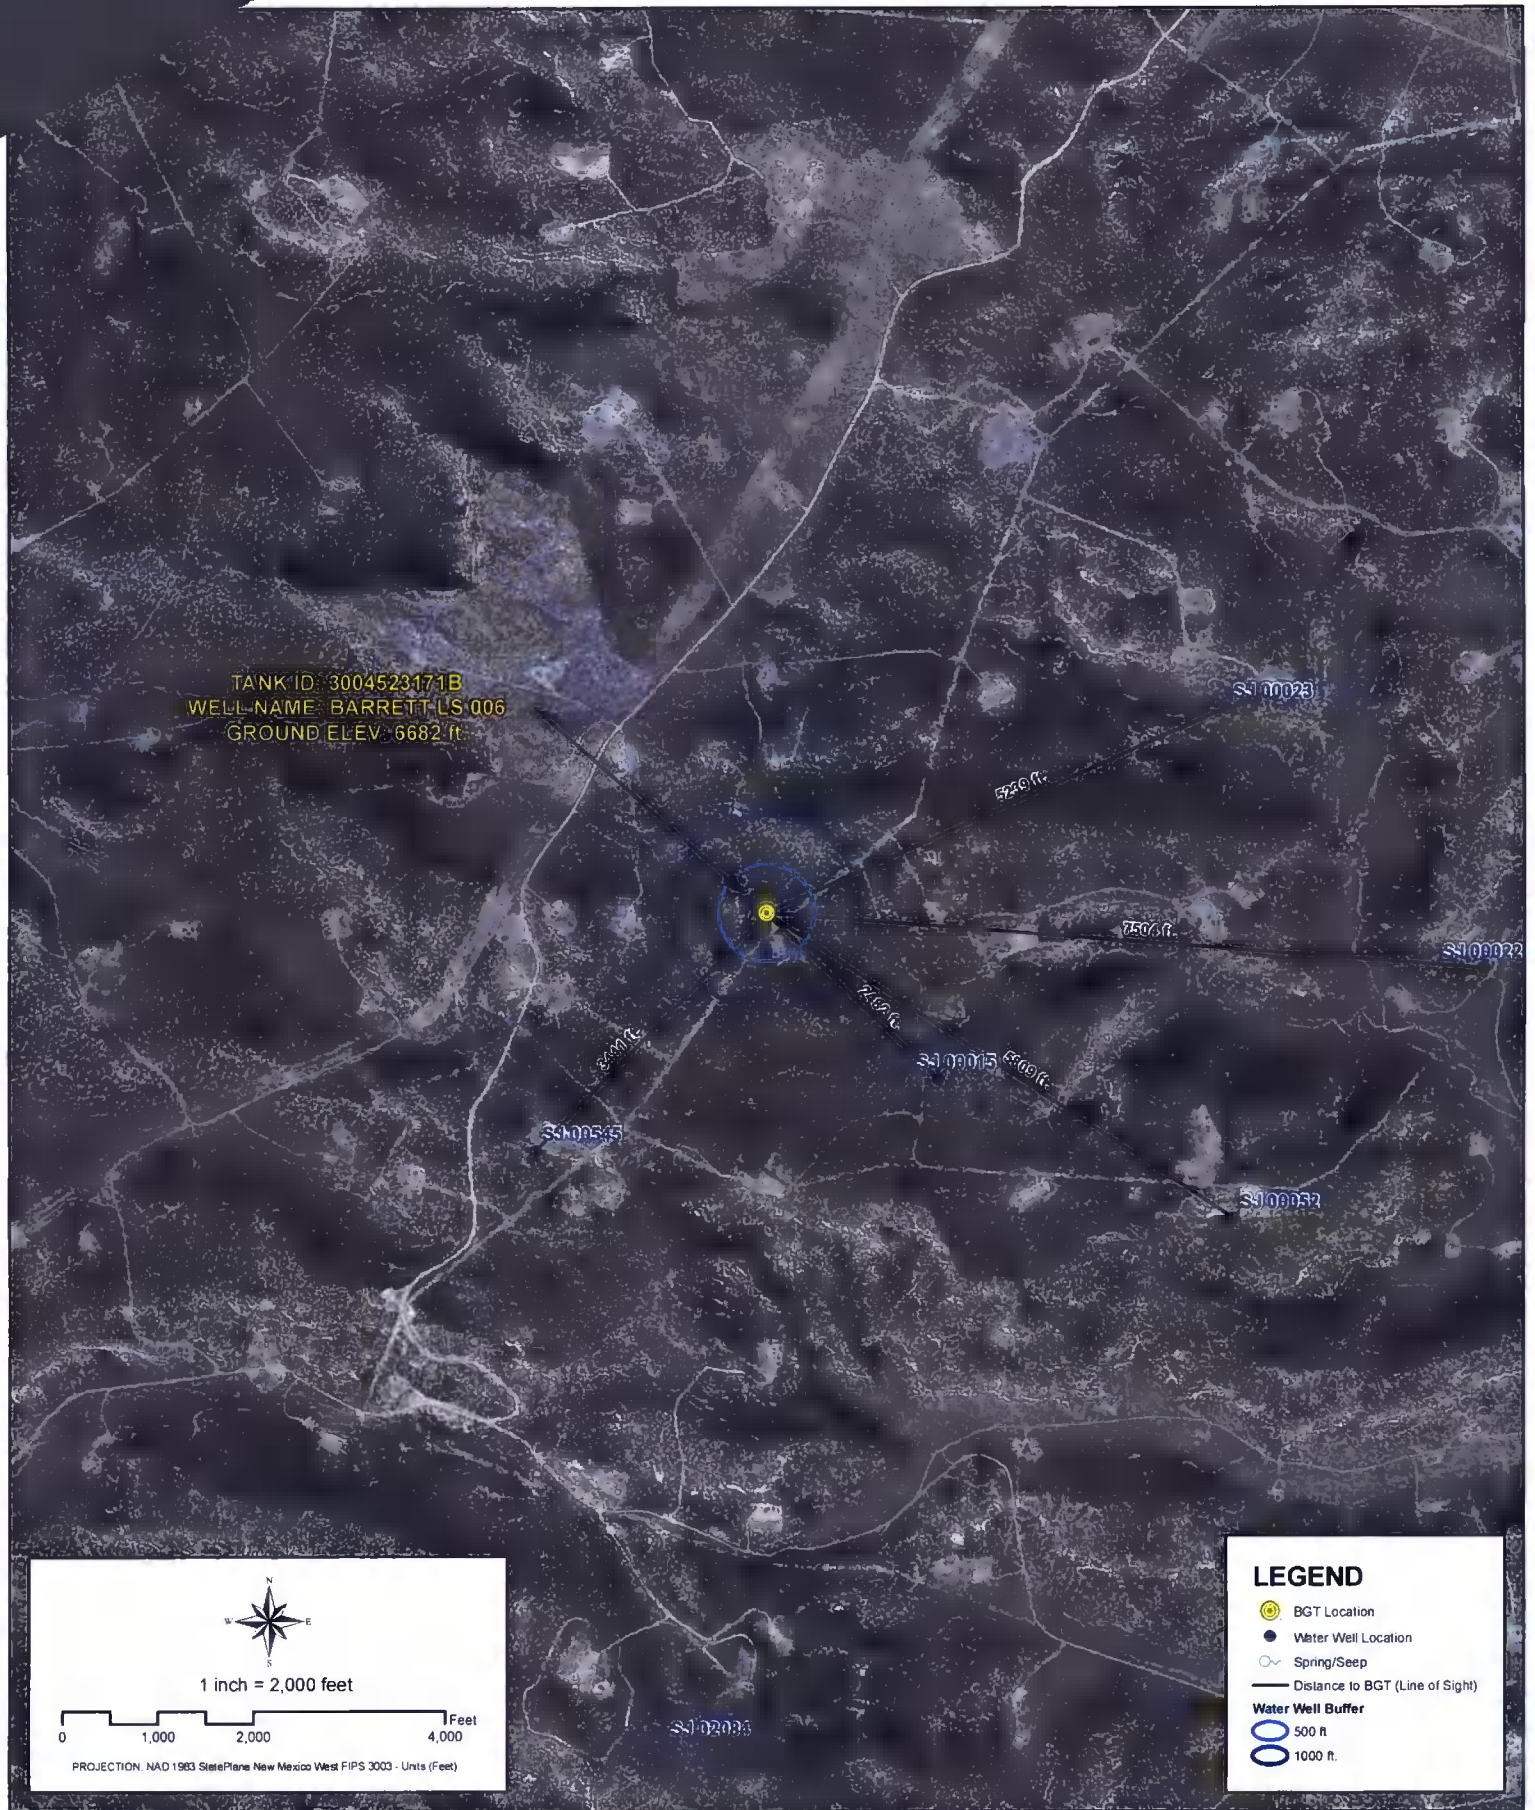 TANK ID: 3004523171B
WELL NAME: BARRETT LS 006
GROUND ELEV: 6682 ft.
SJ 00023
5219 ft.
7504 ft.
SJ 00022
2462 ft.
SJ 00015
5809 ft.
3441 ft.
SJ 00545
SJ 00052
SJ 02084
N
W
E
S
1 inch = 2,000 feet
Feet
0
1,000
2,000
4,000
PROJECTION: NAD 1983 StatePlane New Mexico West FIPS 3003 - Units (Feet)
LEGEND
BGT Location
Water Well Location
Spring/Seep
Distance to BGT (Line of Sight)
Water Well Buffer
500 ft
1000 ft.